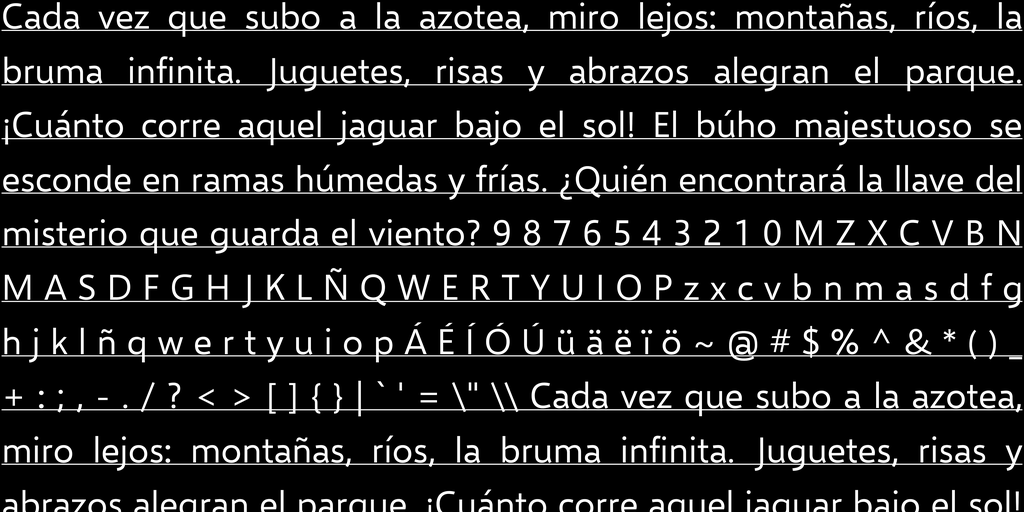 Cada vez que subo a la azotea, miro lejos: montañas, ríos, la
bruma infinita. Juguetes, risas y abrazos alegran el parque.
¡Cuánto corre aquel jaguar bajo el sol! El búho majestuoso se
esconde en ramas húmedas y frías. ¿Quién encontrará la llave del
misterio que guarda el viento? 9 8 7 6 5 4 3 2 1 0 M Z X C V B N
M A S D F G H J K L Ñ Q W E R T Y U I O P z x c v b n m a s d f g
h j k l ñ q w e r t y u i o p Á É Í Ó Ú ü ä ë ï ö ~ @ # $ % ^ & * ( ) _
+ : ; , - . / ? < > [ ] { } | ` ' = \" \\ Cada vez que subo a la azotea,
miro lejos: montañas, ríos, la bruma infinita. Juguetes, risas y
abrazos alegran el parque. ¡Cuánto corre aquel jaguar bajo el sol!